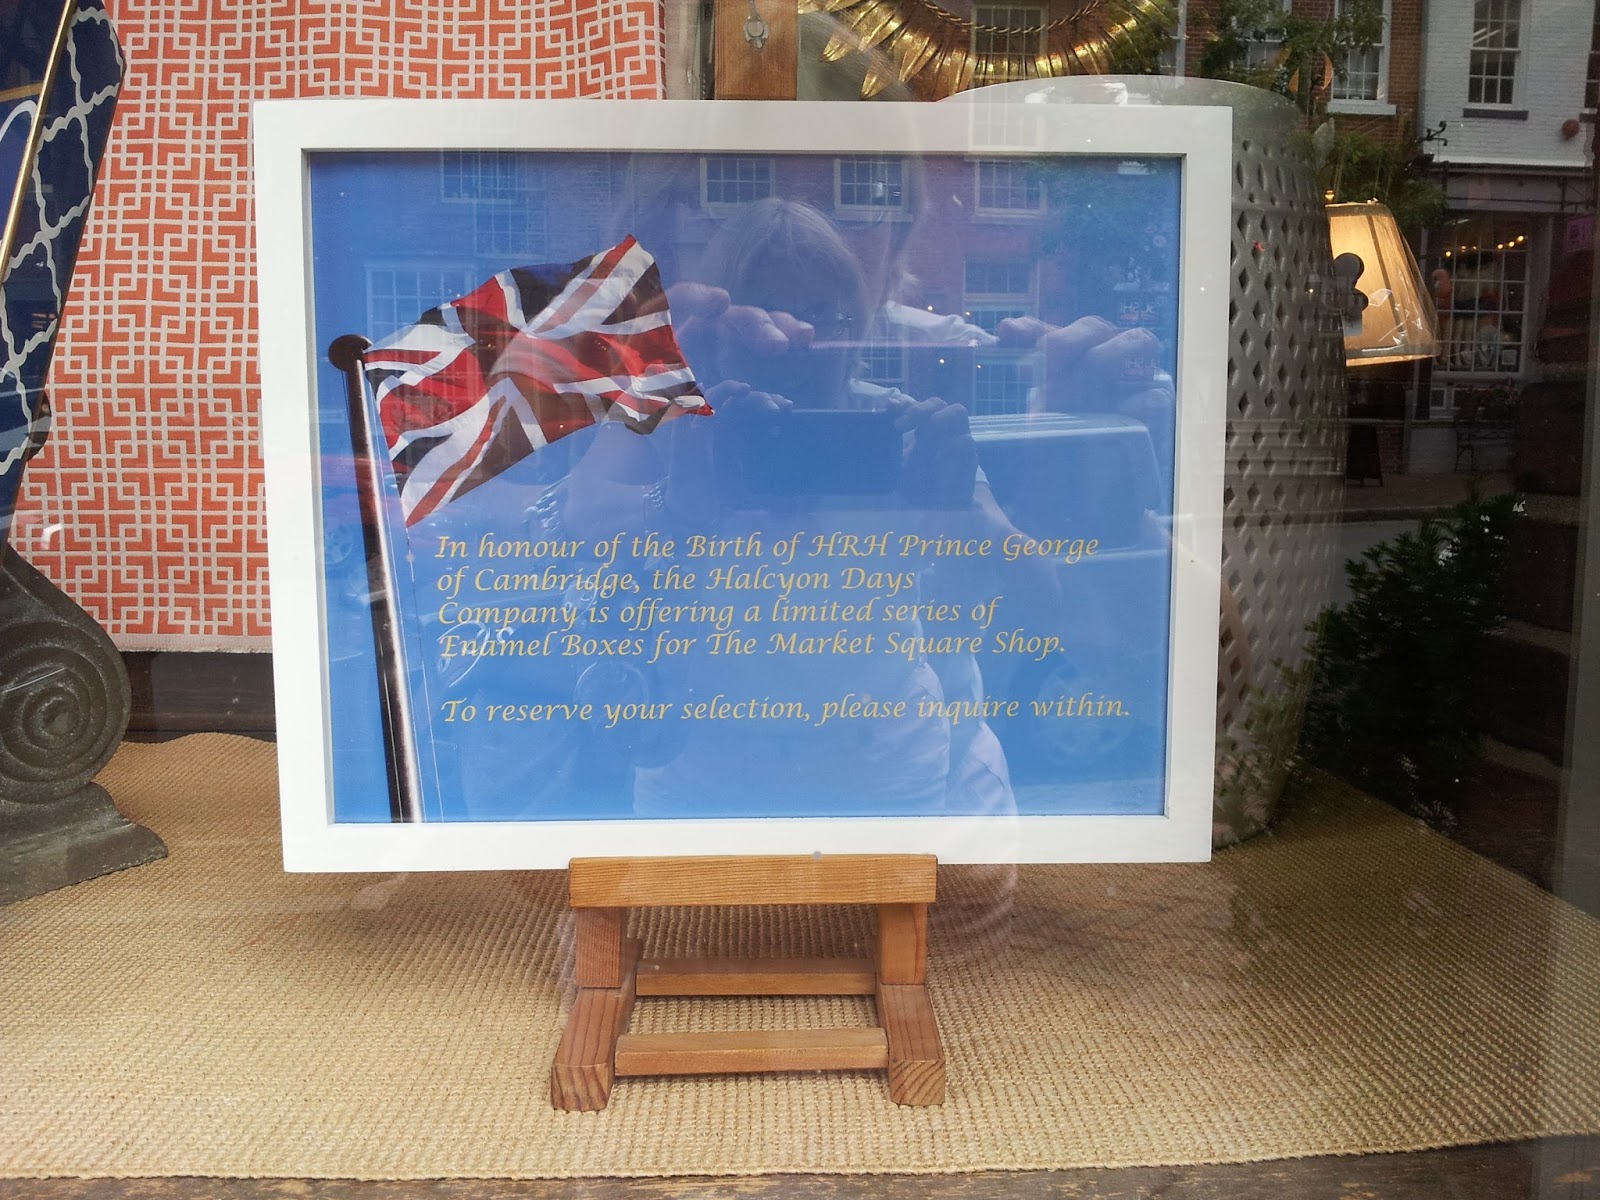 In honour of the Birth of HRH Prince George
of Cambridge, the Halcyon Days
Company is offering a limited series of
Enamel Boxes for The Market Square Shop.
To reserve your selection, please inquire within.